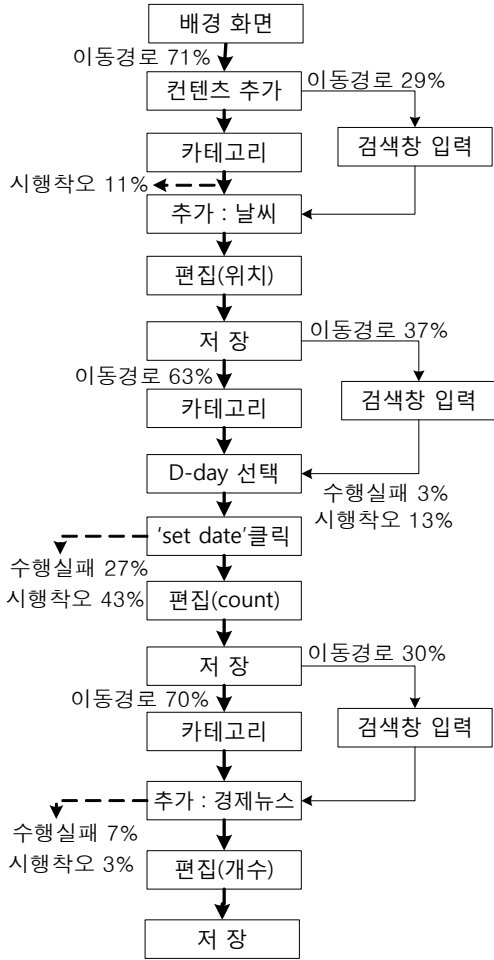 배경 화면
이동경로 71%
컨텐츠 추가
이동경로 29%
카테고리
검색창 입력
시행착오 11%
추가 : 날씨
편집(위치)
저 장
이동경로 37%
이동경로 63%
카테고리
검색창 입력
D-day 선택
수행실패 3%
시행착오 13%
'set date'클릭
수행실패 27%
시행착오 43%
편집(count)
저 장
이동경로 30%
이동경로 70%
카테고리
검색창 입력
추가 : 경제뉴스
수행실패 7%
시행착오 3%
편집(개수)
저 장